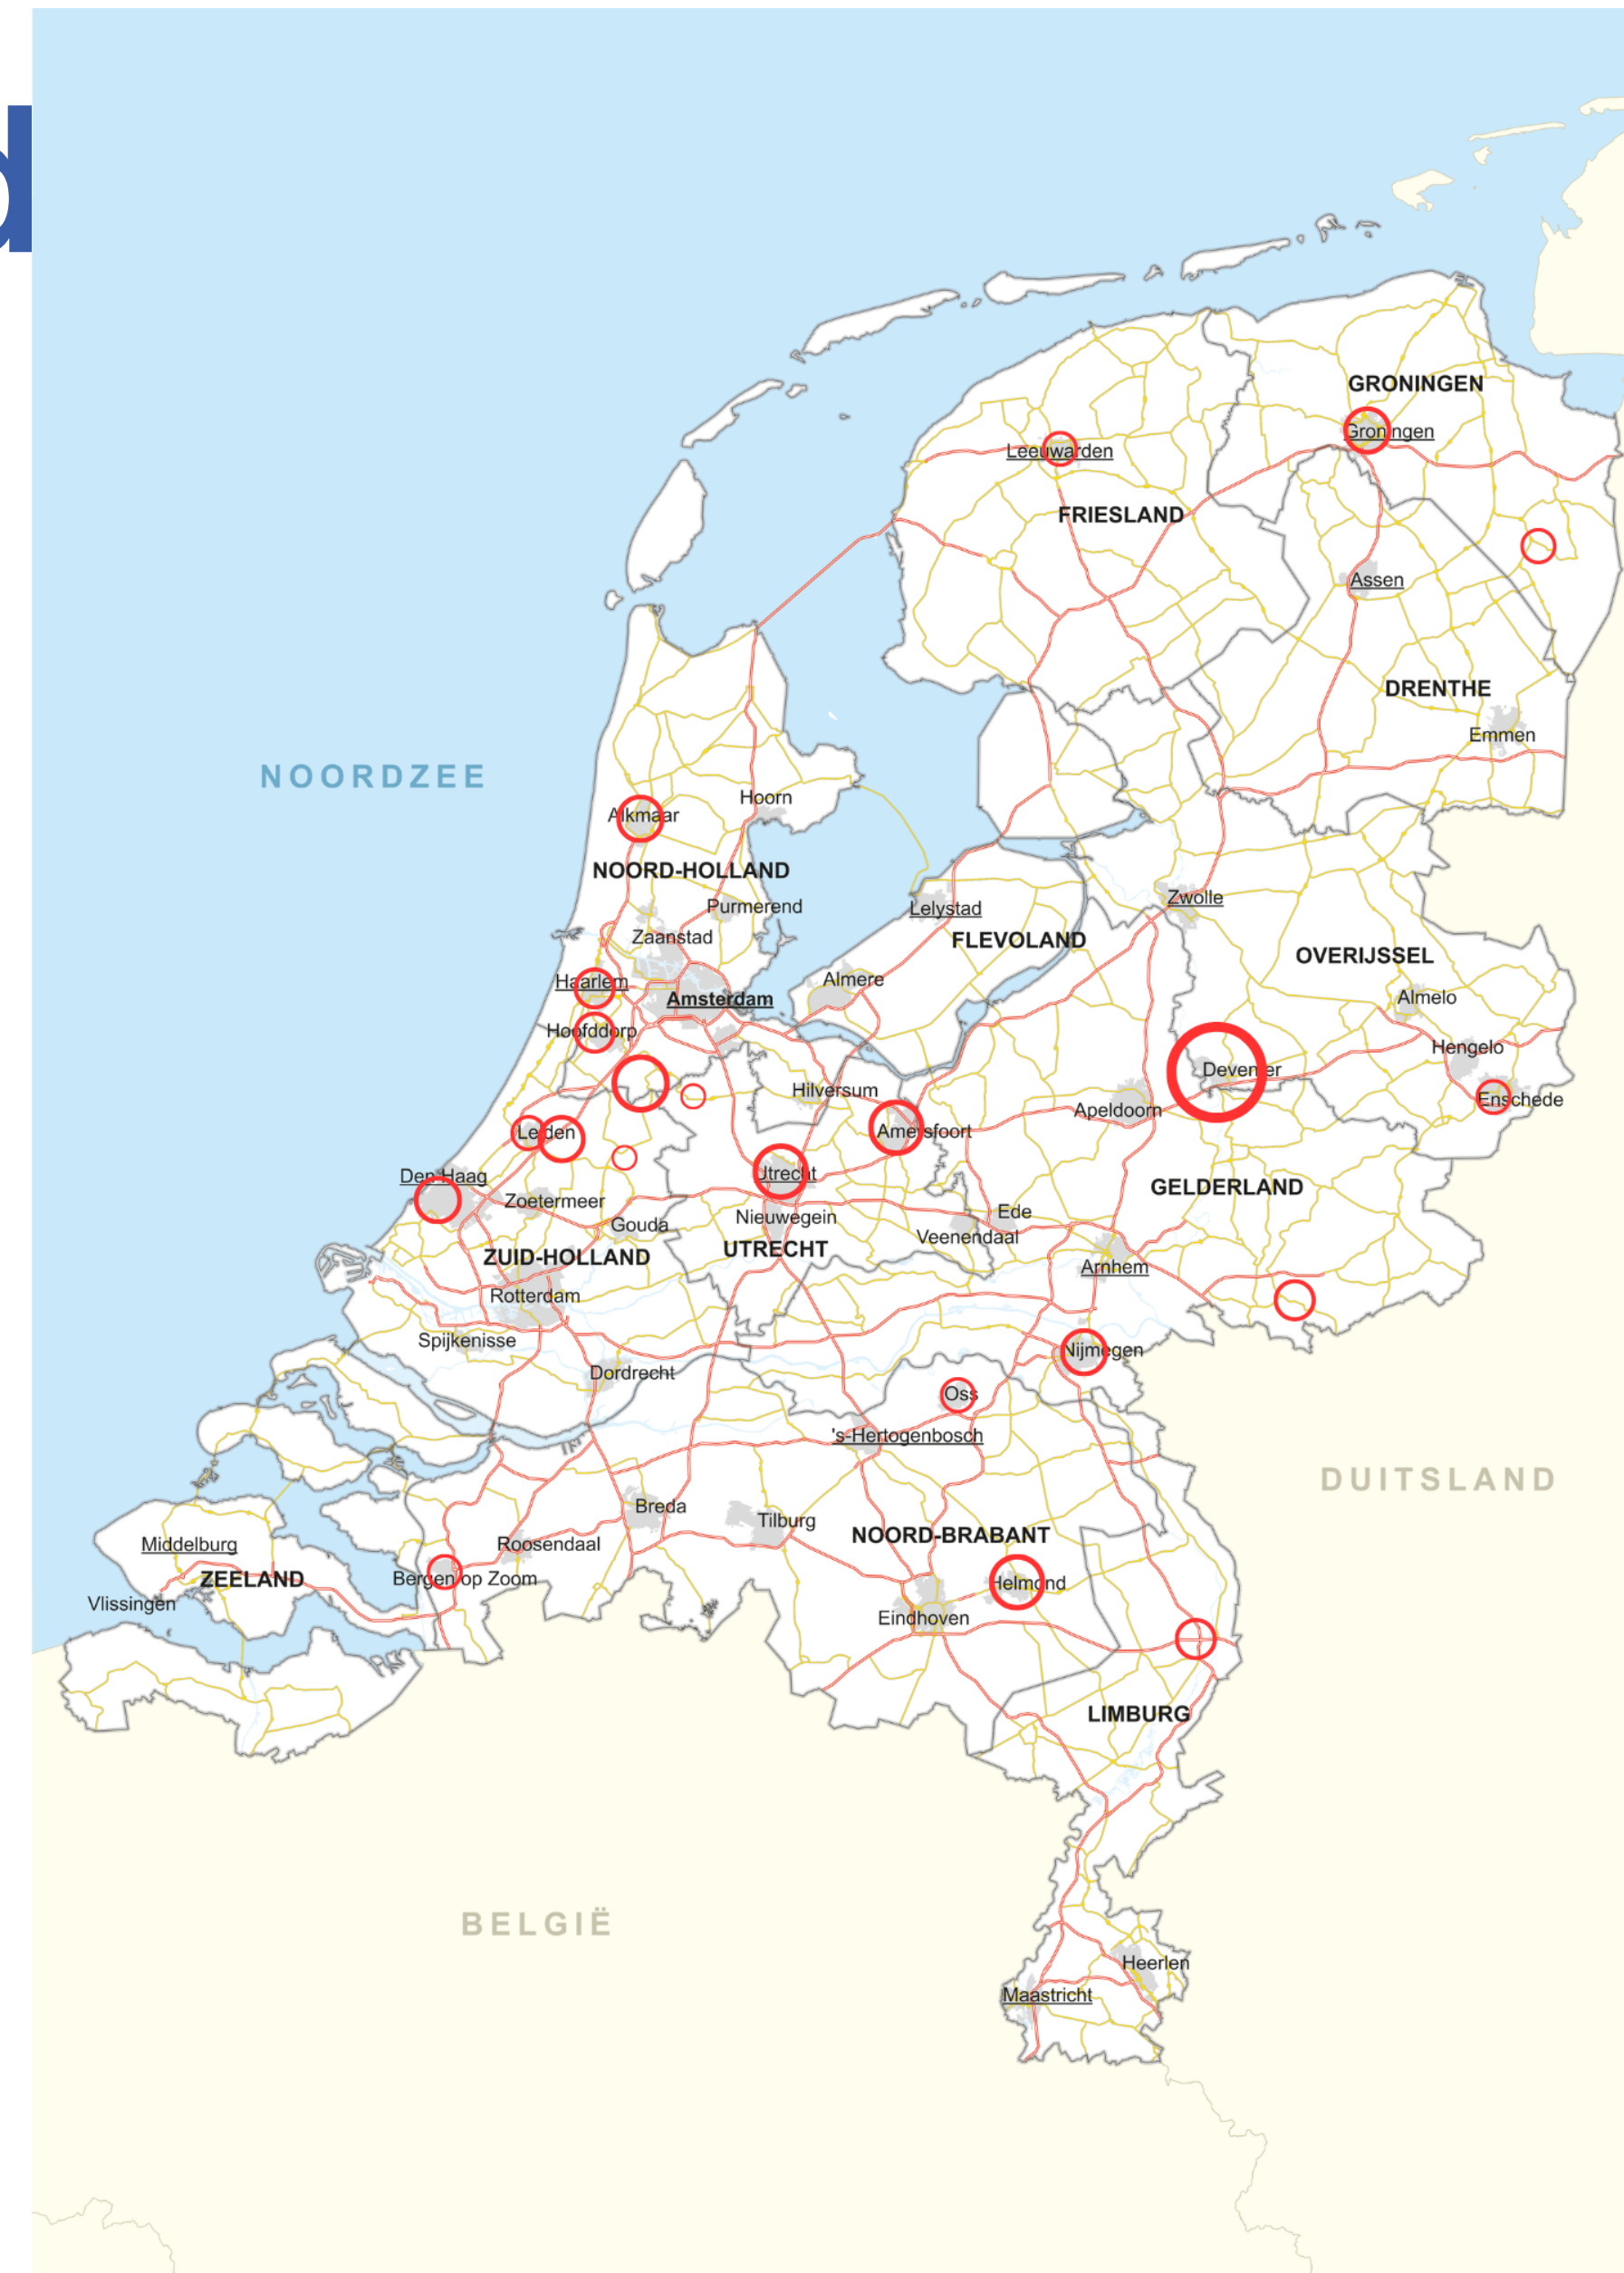 d
GRONINGEN
Groningen
Leeuwarden
FRIESLAND
Assen
DRENTHE
Emmen
NOORDZEE
Hoorn
Alkmaar
NOORD-HOLLAND
Zwolle
Purmerend
Lelystad
Zaanstad
FLEVOLAND
OVERIJSSEL
Haarlem
Almere
Amsterdam
Almelo
Hoofddorp
Hengelo
Deventer
Hilversum
Enschede
Apeldoorn
Leiden
Amersfoort
Den Haag
Utrecht
GELDERLAND
Zoetermeer
Ede
Nieuwegein
Gouda
Veenendaal
UTRECHT
ZUID-HOLLAND
Arnhem
Rotterdam
Spijkenisse
Nijmegen
Dordrecht
Oss
's-Hertogenbosch
DUITSLAND
Breda
Tilburg
NOORD-BRABANT
Middelburg
Roosendaal
ZEELAND
Bergen op Zoom
Helmond
Vlissingen
Eindhoven
LIMBURG
BELGIË
Heerlen
Maastricht